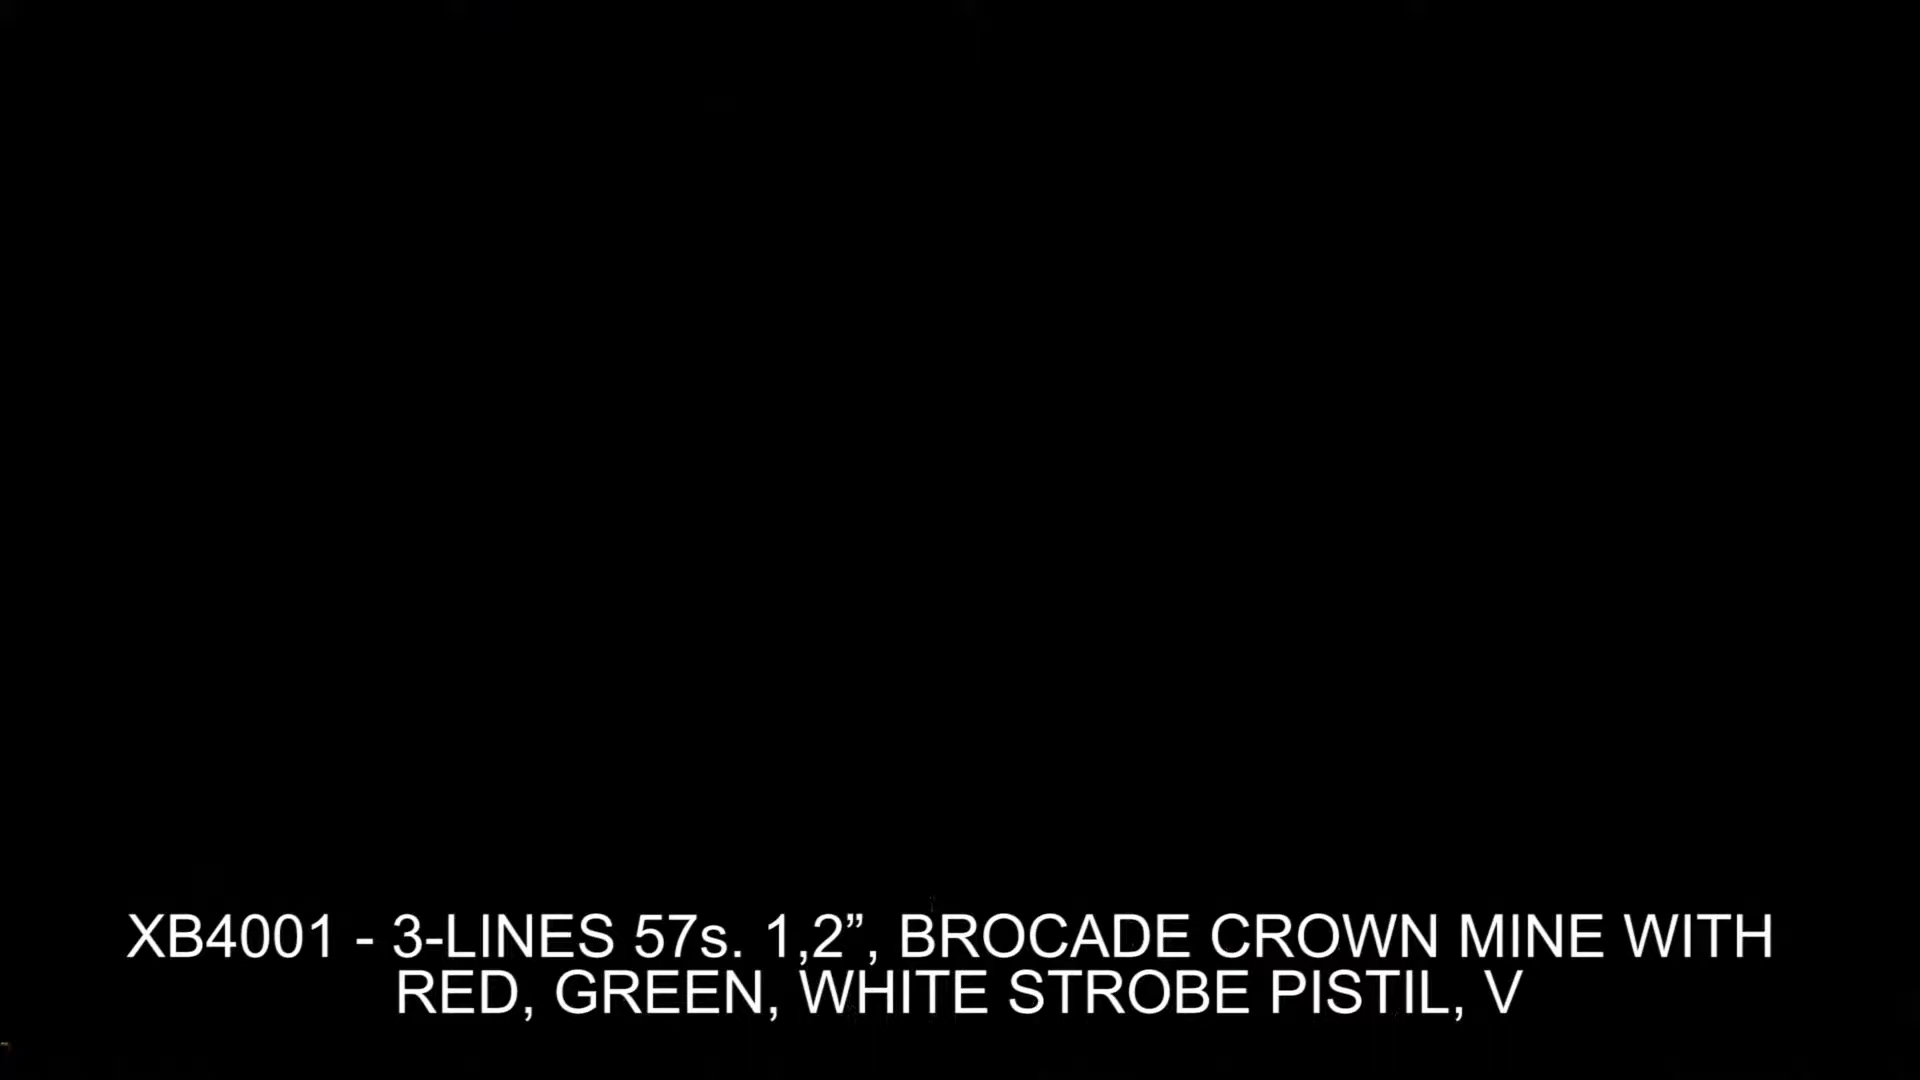 XB4001 - 3-LINES 57s. 1,2”, BROCADE CROWN MINE WITH
RED, GREEN, WHITE STROBE PISTIL, V